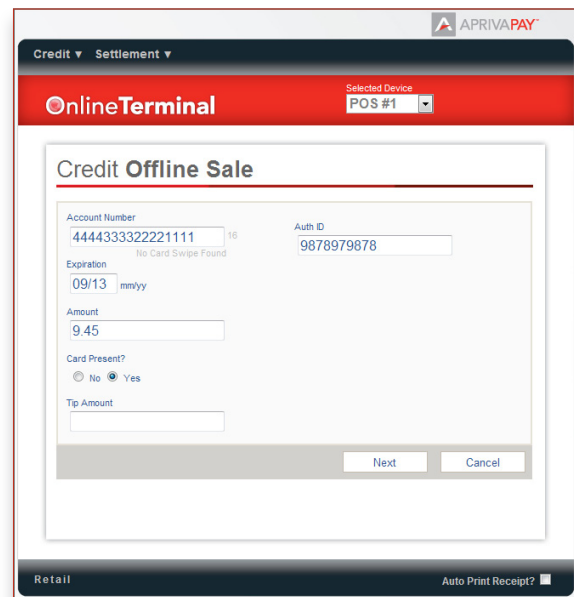 APRIVAPAY™
Credit ▼ Settlement ▼
OnlineTerminal
Selected Device
POS #1
Credit Offline Sale
Account Number
4444333322221111 16
No Card Swipe Found
Auth ID
9878979878
Expiration
09/13 mm/yy
Amount
9.45
Card Present?
No Yes
Tip Amount
Next Cancel
Retail Auto Print Receipt?